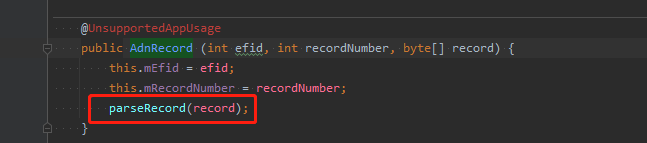 @UnsupportedAppUsage
public AdnRecord (int efid, int recordNumber, byte[] record) {
this.mEfid = efid;
this.mRecordNumber = recordNumber;
parseRecord(record);
}